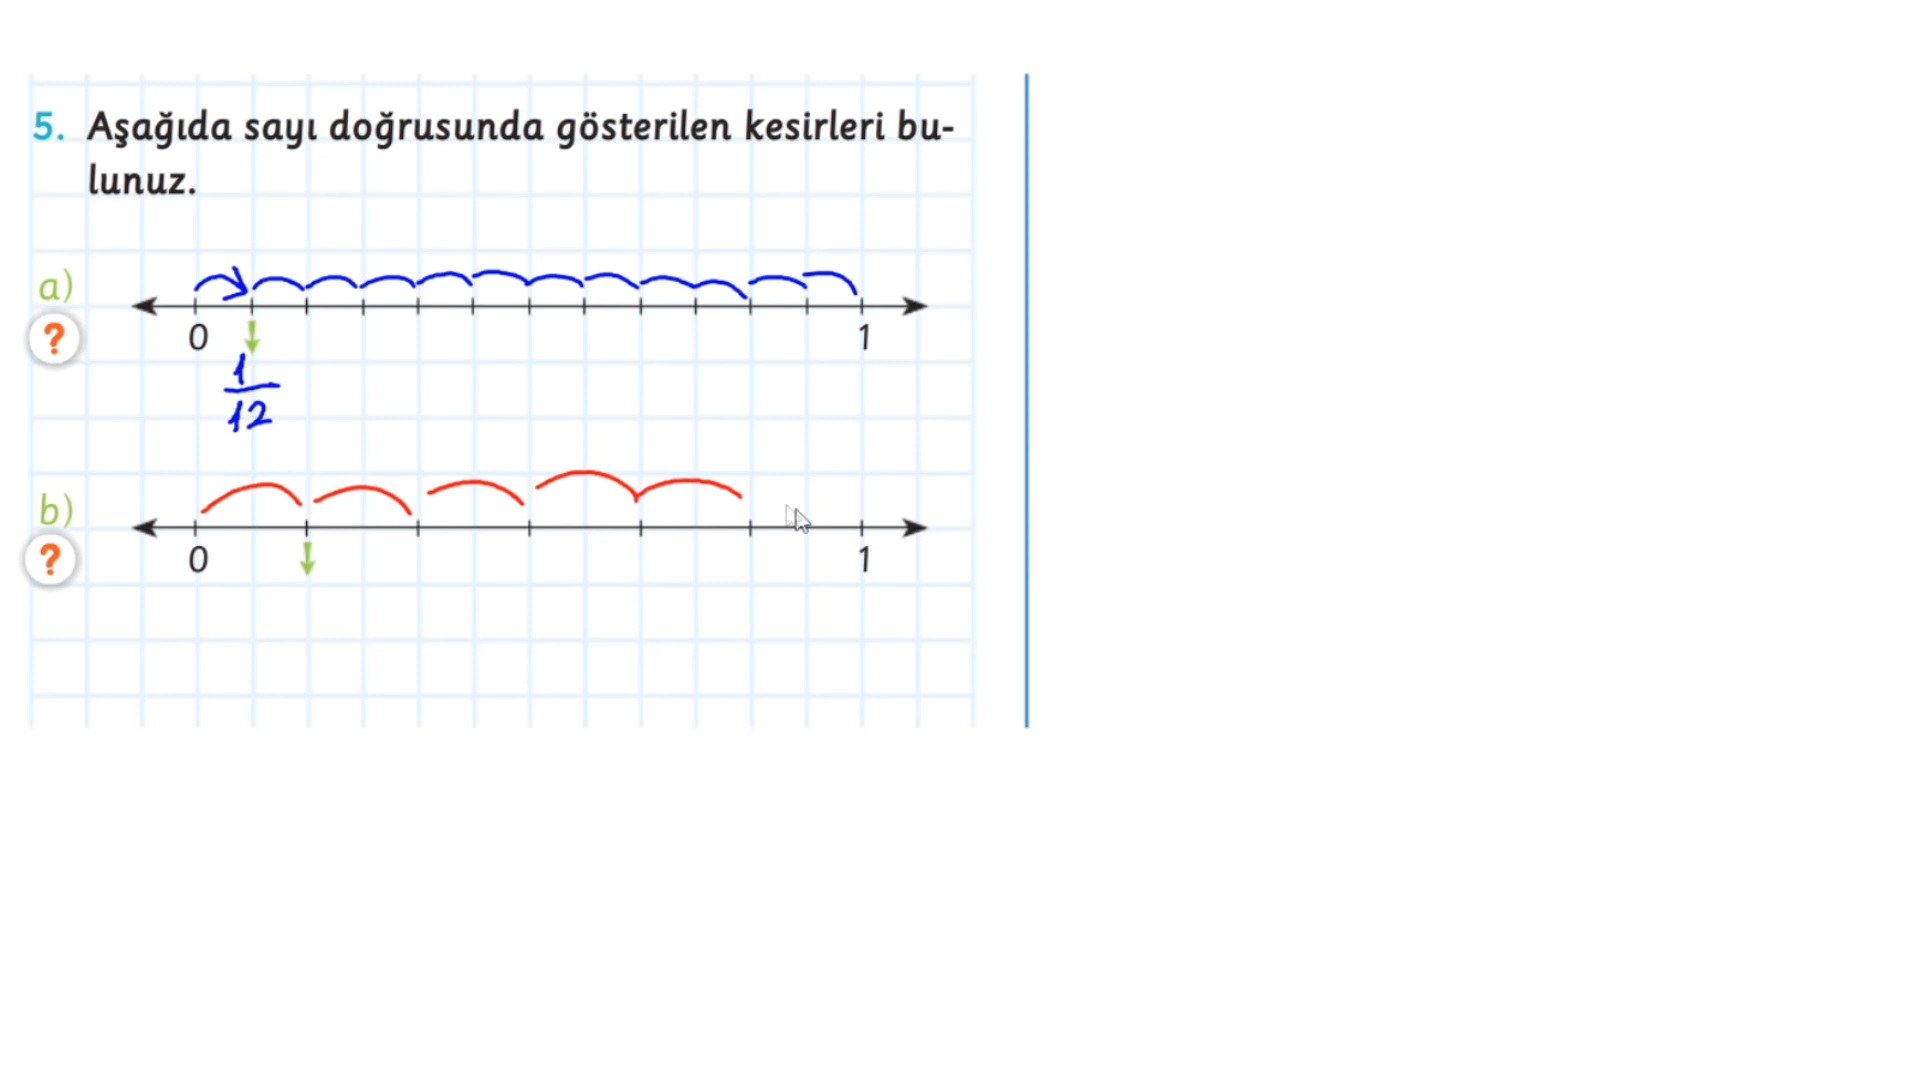 5. Aşağıda sayı doğrusunda gösterilen kesirleri bu-
lunuz.
a)
?
0 1
1
12
b)
?
0 1